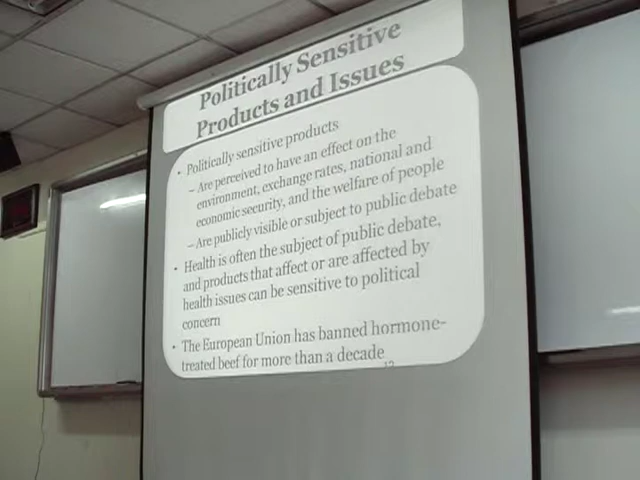 Politically Sensitive
Products and Issues
• Politically sensitive products
– Are perceived to have an effect on the
environment, exchange rates, national and
economic security, and the welfare of people
– Are publicly visible or subject to public debate
• Health is often the subject of public debate,
and products that affect or are affected by
health issues can be sensitive to political
concern
• The European Union has banned hormone-
treated beef for more than a decade